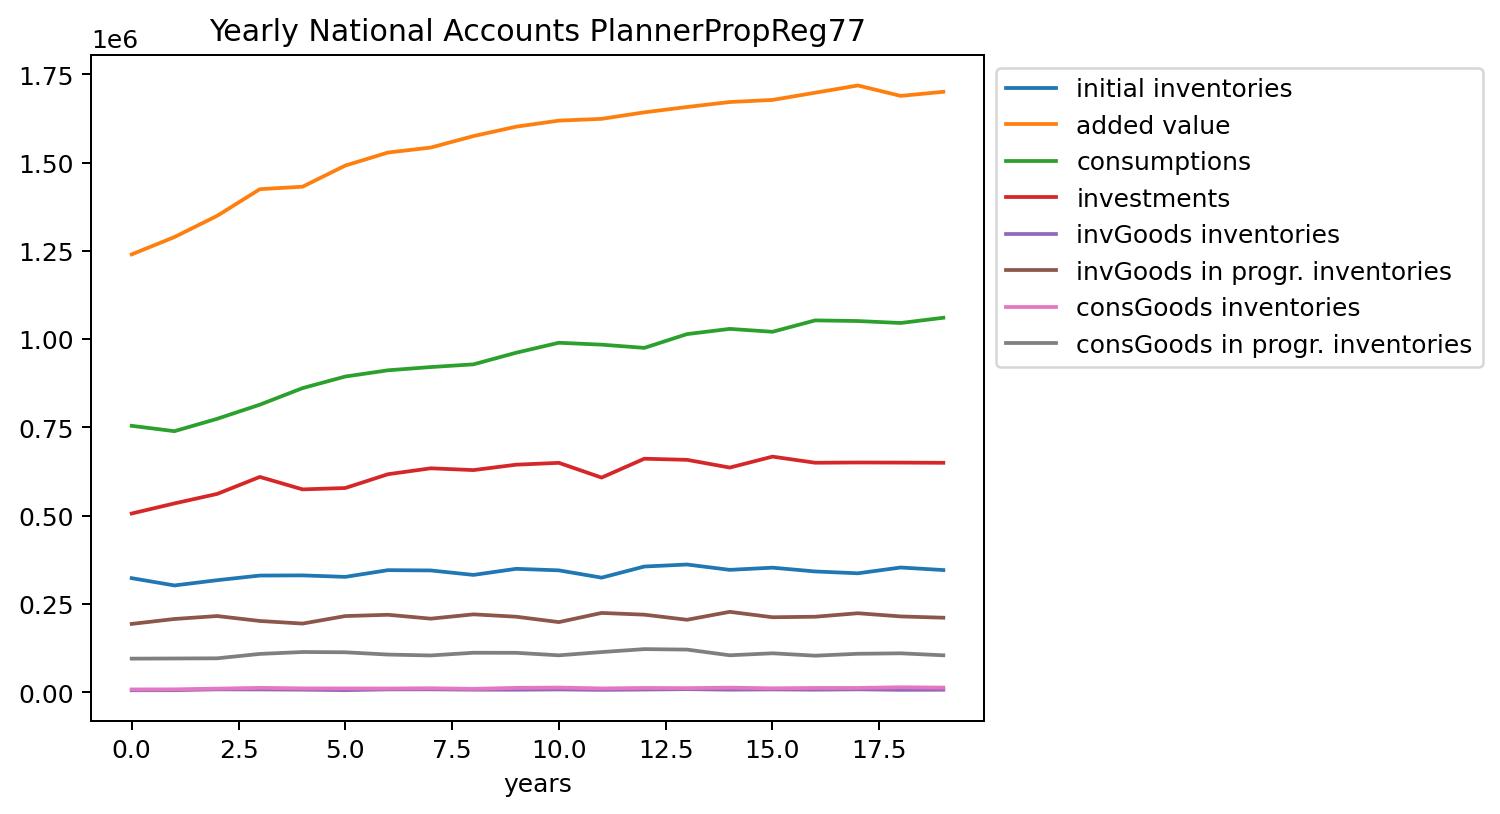 Yearly National Accounts PlannerPropReg77
1e6
1.75
1.50
1.25
1.00
0.75
0.50
0.25
0.00
0.0 2.5 5.0 7.5 10.0 12.5 15.0 17.5
years
initial inventories
added value
consumptions
investments
invGoods inventories
invGoods in progr. inventories
consGoods inventories
consGoods in progr. inventories